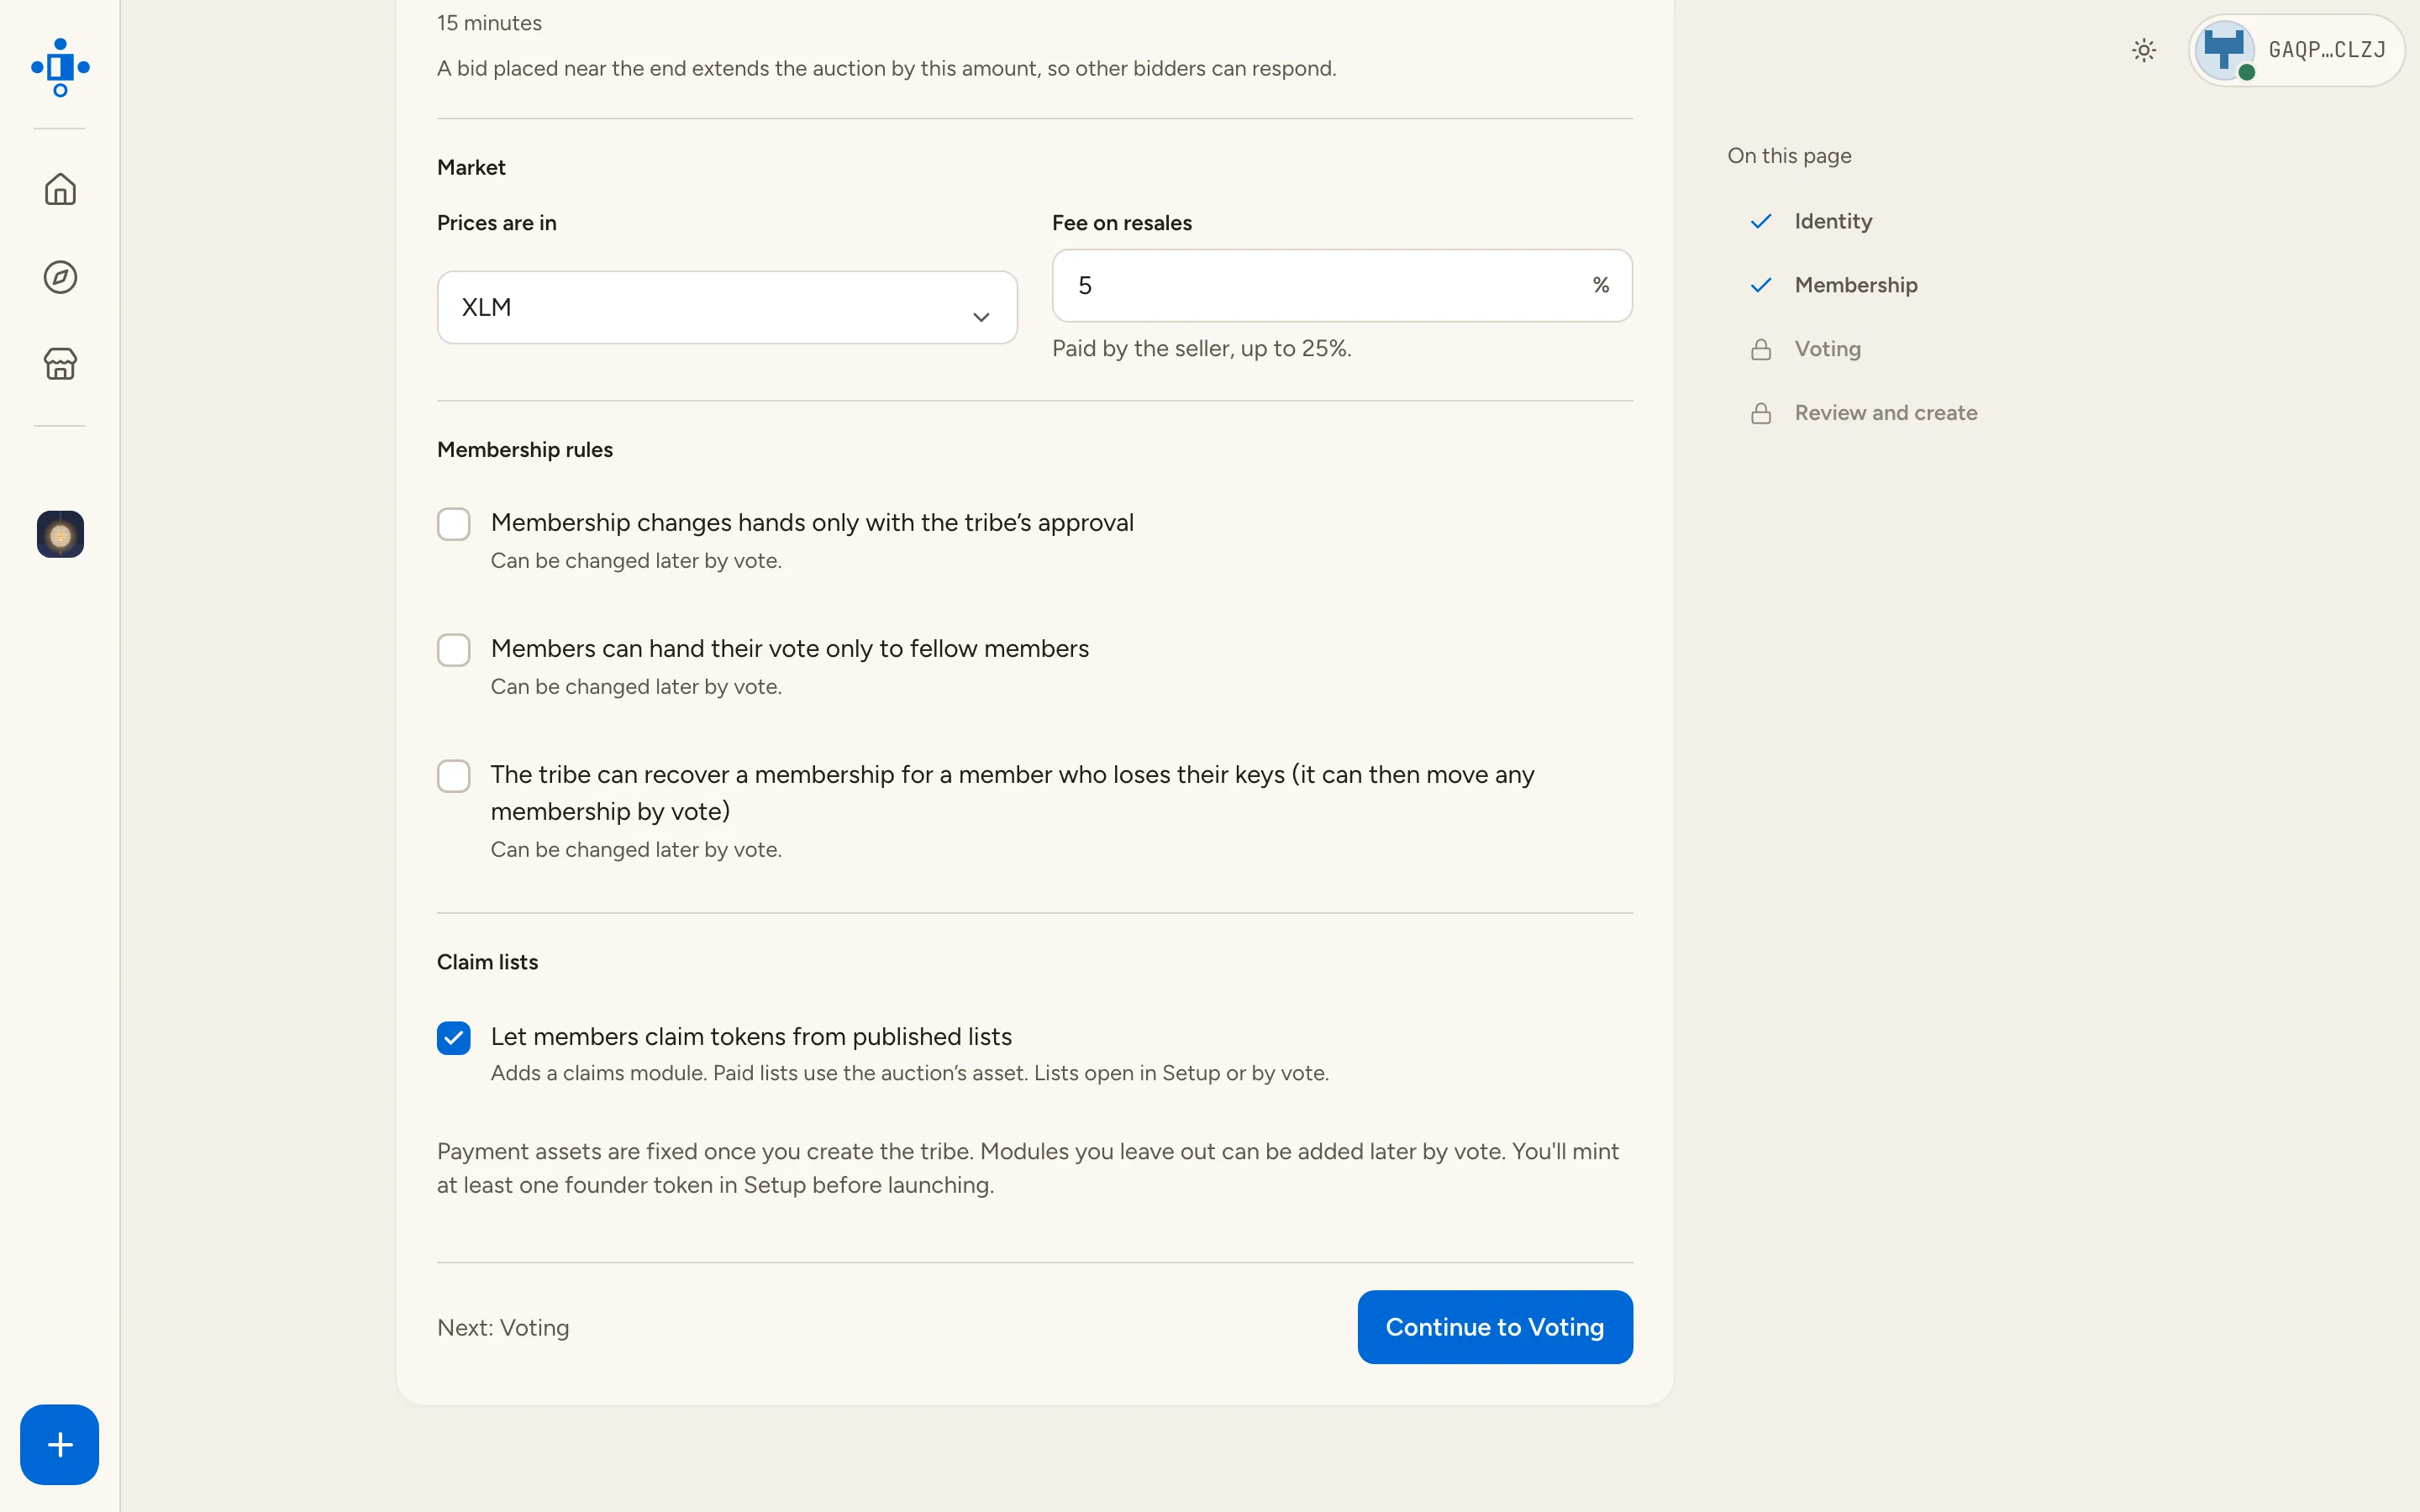 15 minutes
A bid placed near the end extends the auction by this amount, so other bidders can respond.
GAQP…CLZJ
Market
Prices are in
XLM
Fee on resales
5
%
Paid by the seller, up to 25%.
Membership rules
Membership changes hands only with the tribe’s approval
Can be changed later by vote.
Members can hand their vote only to fellow members
Can be changed later by vote.
The tribe can recover a membership for a member who loses their keys (it can then move any
membership by vote)
Can be changed later by vote.
Claim lists
Let members claim tokens from published lists
Adds a claims module. Paid lists use the auction’s asset. Lists open in Setup or by vote.
Payment assets are fixed once you create the tribe. Modules you leave out can be added later by vote. You'll mint
at least one founder token in Setup before launching.
Next: Voting
Continue to Voting
On this page
Identity
Membership
Voting
Review and create